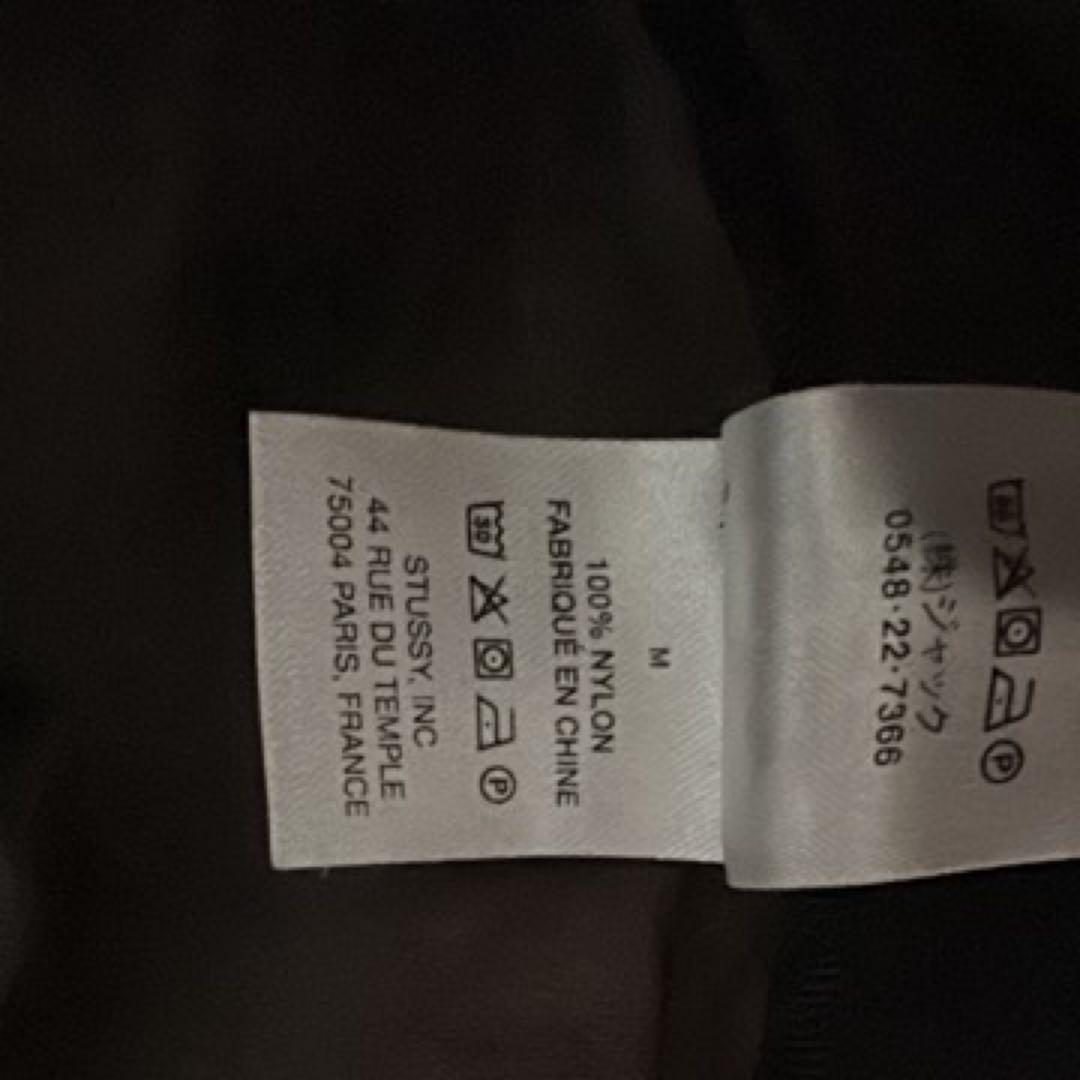 M
100% NYLON
FABRIQUÉ EN CHINE
30
P
STUSSY, INC
44 RUE DU TEMPLE
75004 PARIS, FRANCE
P
(株)ジャック
0548・22・7366